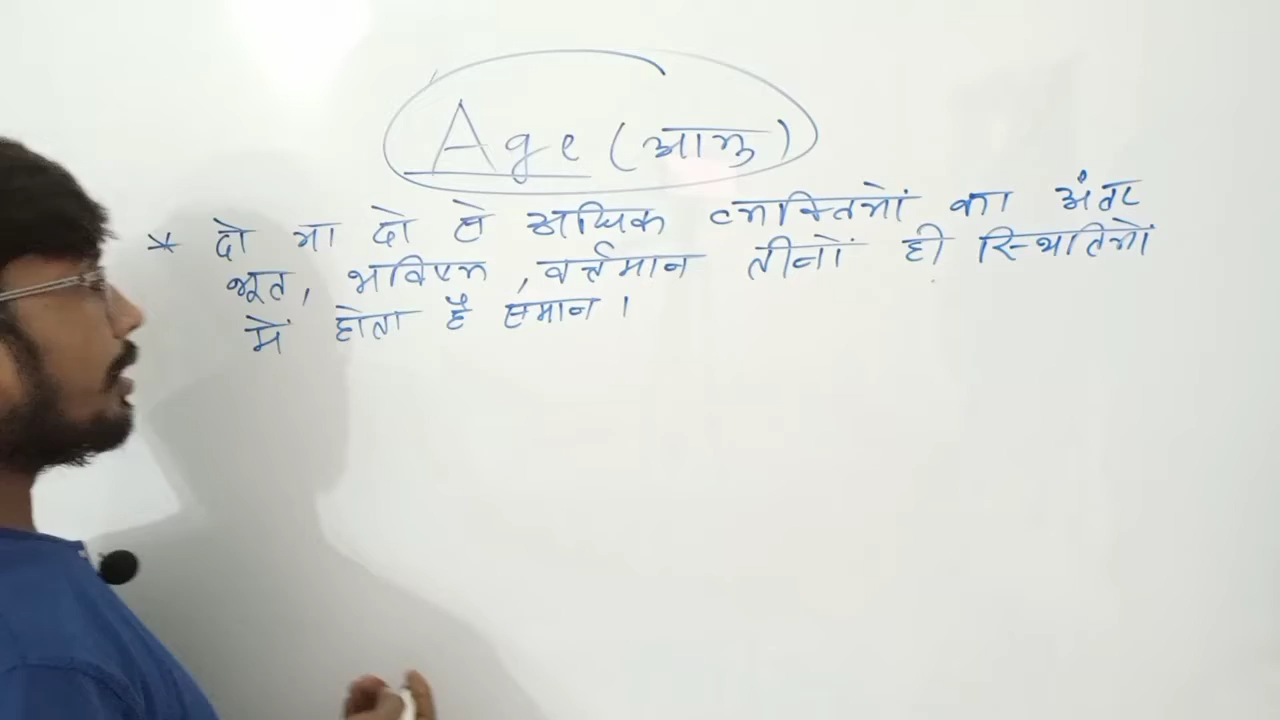 Age (आयु)
* दो या दो से अधिक व्यक्तियों का अंतर
भूत, भविष्य, वर्त्तमान तीनों ही स्थितियों
में होता है समान।